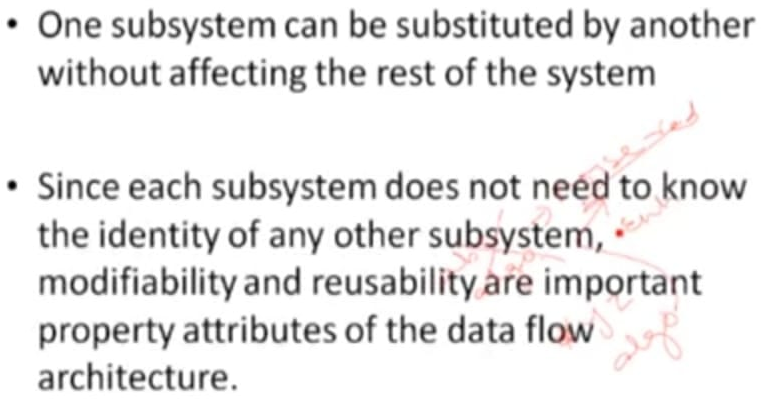 • One subsystem can be substituted by another
without affecting the rest of the system
• Since each subsystem does not need to know
the identity of any other subsystem,
modifiability and reusability are important
property attributes of the data flow
architecture.
algo